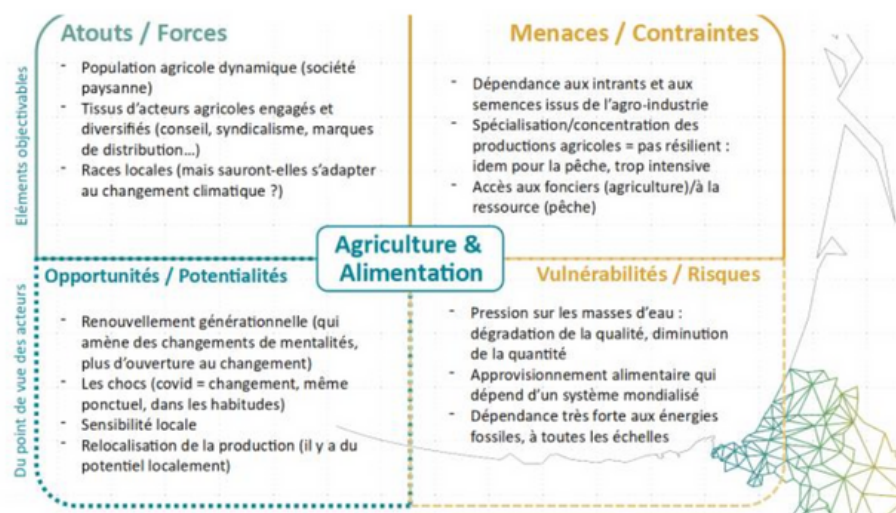 Atouts / Forces
- Population agricole dynamique (société
paysanne)
- Tissus d'acteurs agricoles engagés et
diversifiés (conseil, syndicalisme, marques
de distribution...)
- Races locales (mais sauront-elles s'adapter
au changement climatique ?)
Menaces / Contraintes
- Dépendance aux intrants et aux
semences issus de l'agro-industrie
- Spécialisation/concentration des
productions agricoles = pas résilient :
idem pour la pêche, trop intensive
- Accès aux fonciers (agriculture)/à la
ressource (pêche)
Eléments objectivables
Agriculture &
Alimentation
Opportunités / Potentialités
- Renouvellement générationnelle (qui
amène des changements de mentalités,
plus d'ouverture au changement)
- Les chocs (covid = changement, même
ponctuel, dans les habitudes)
- Sensibilité locale
- Relocalisation de la production (il y a du
potentiel localement)
Vulnérabilités / Risques
- Pression sur les masses d'eau :
dégradation de la qualité, diminution
de la quantité
- Approvisionnement alimentaire qui
dépend d'un système mondialisé
- Dépendance très forte aux énergies
fossiles, à toutes les échelles
Du point de vue des acteurs